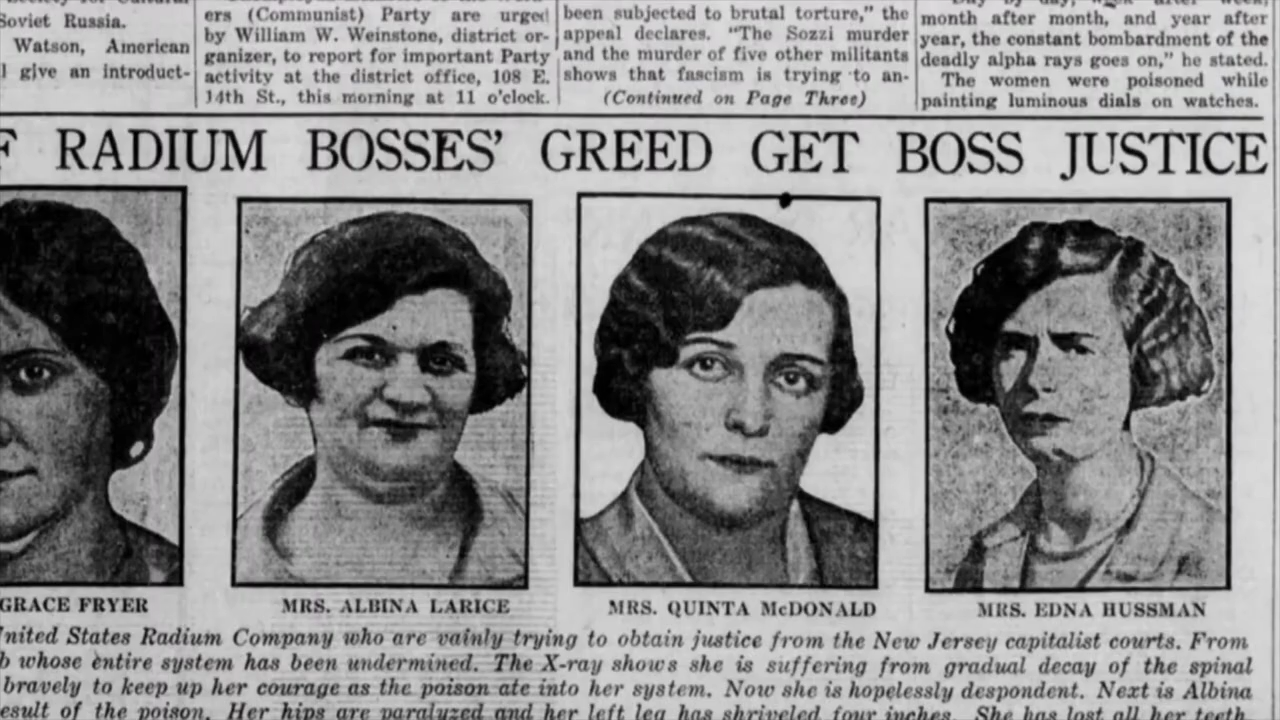 Soviet Russia.
Watson, American
give an introduct-
ers (Communist) Party are urged
by William W. Weinstone, district or-
ganizer, to report for important Party
activity at the district office, 108 E.
14th St., this morning at 11 o'clock.
been subjected to brutal torture," the
appeal declares. "The Sozzi murder
and the murder of five other militants
shows that fascism is trying to an-
(Continued on Page Three)
month after month, and year after
year, the constant bombardment of the
deadly alpha rays goes on," he stated.
The women were poisoned while
painting luminous dials on watches.
F RADIUM BOSSES' GREED GET BOSS JUSTICE
GRACE FRYER
MRS. ALBINA LARICE
MRS. QUINTA McDONALD
MRS. EDNA HUSSMAN
United States Radium Company who are vainly trying to obtain justice from the New Jersey capitalist courts. From
b whose entire system has been undermined. The X-ray shows she is suffering from gradual decay of the spinal
bravely to keep up her courage as the poison ate into her system. Now she is hopelessly despondent. Next is Albina
esult of the poison. Her hips are paralyzed and her left leg has shriveled four inches. She has lost all her teeth